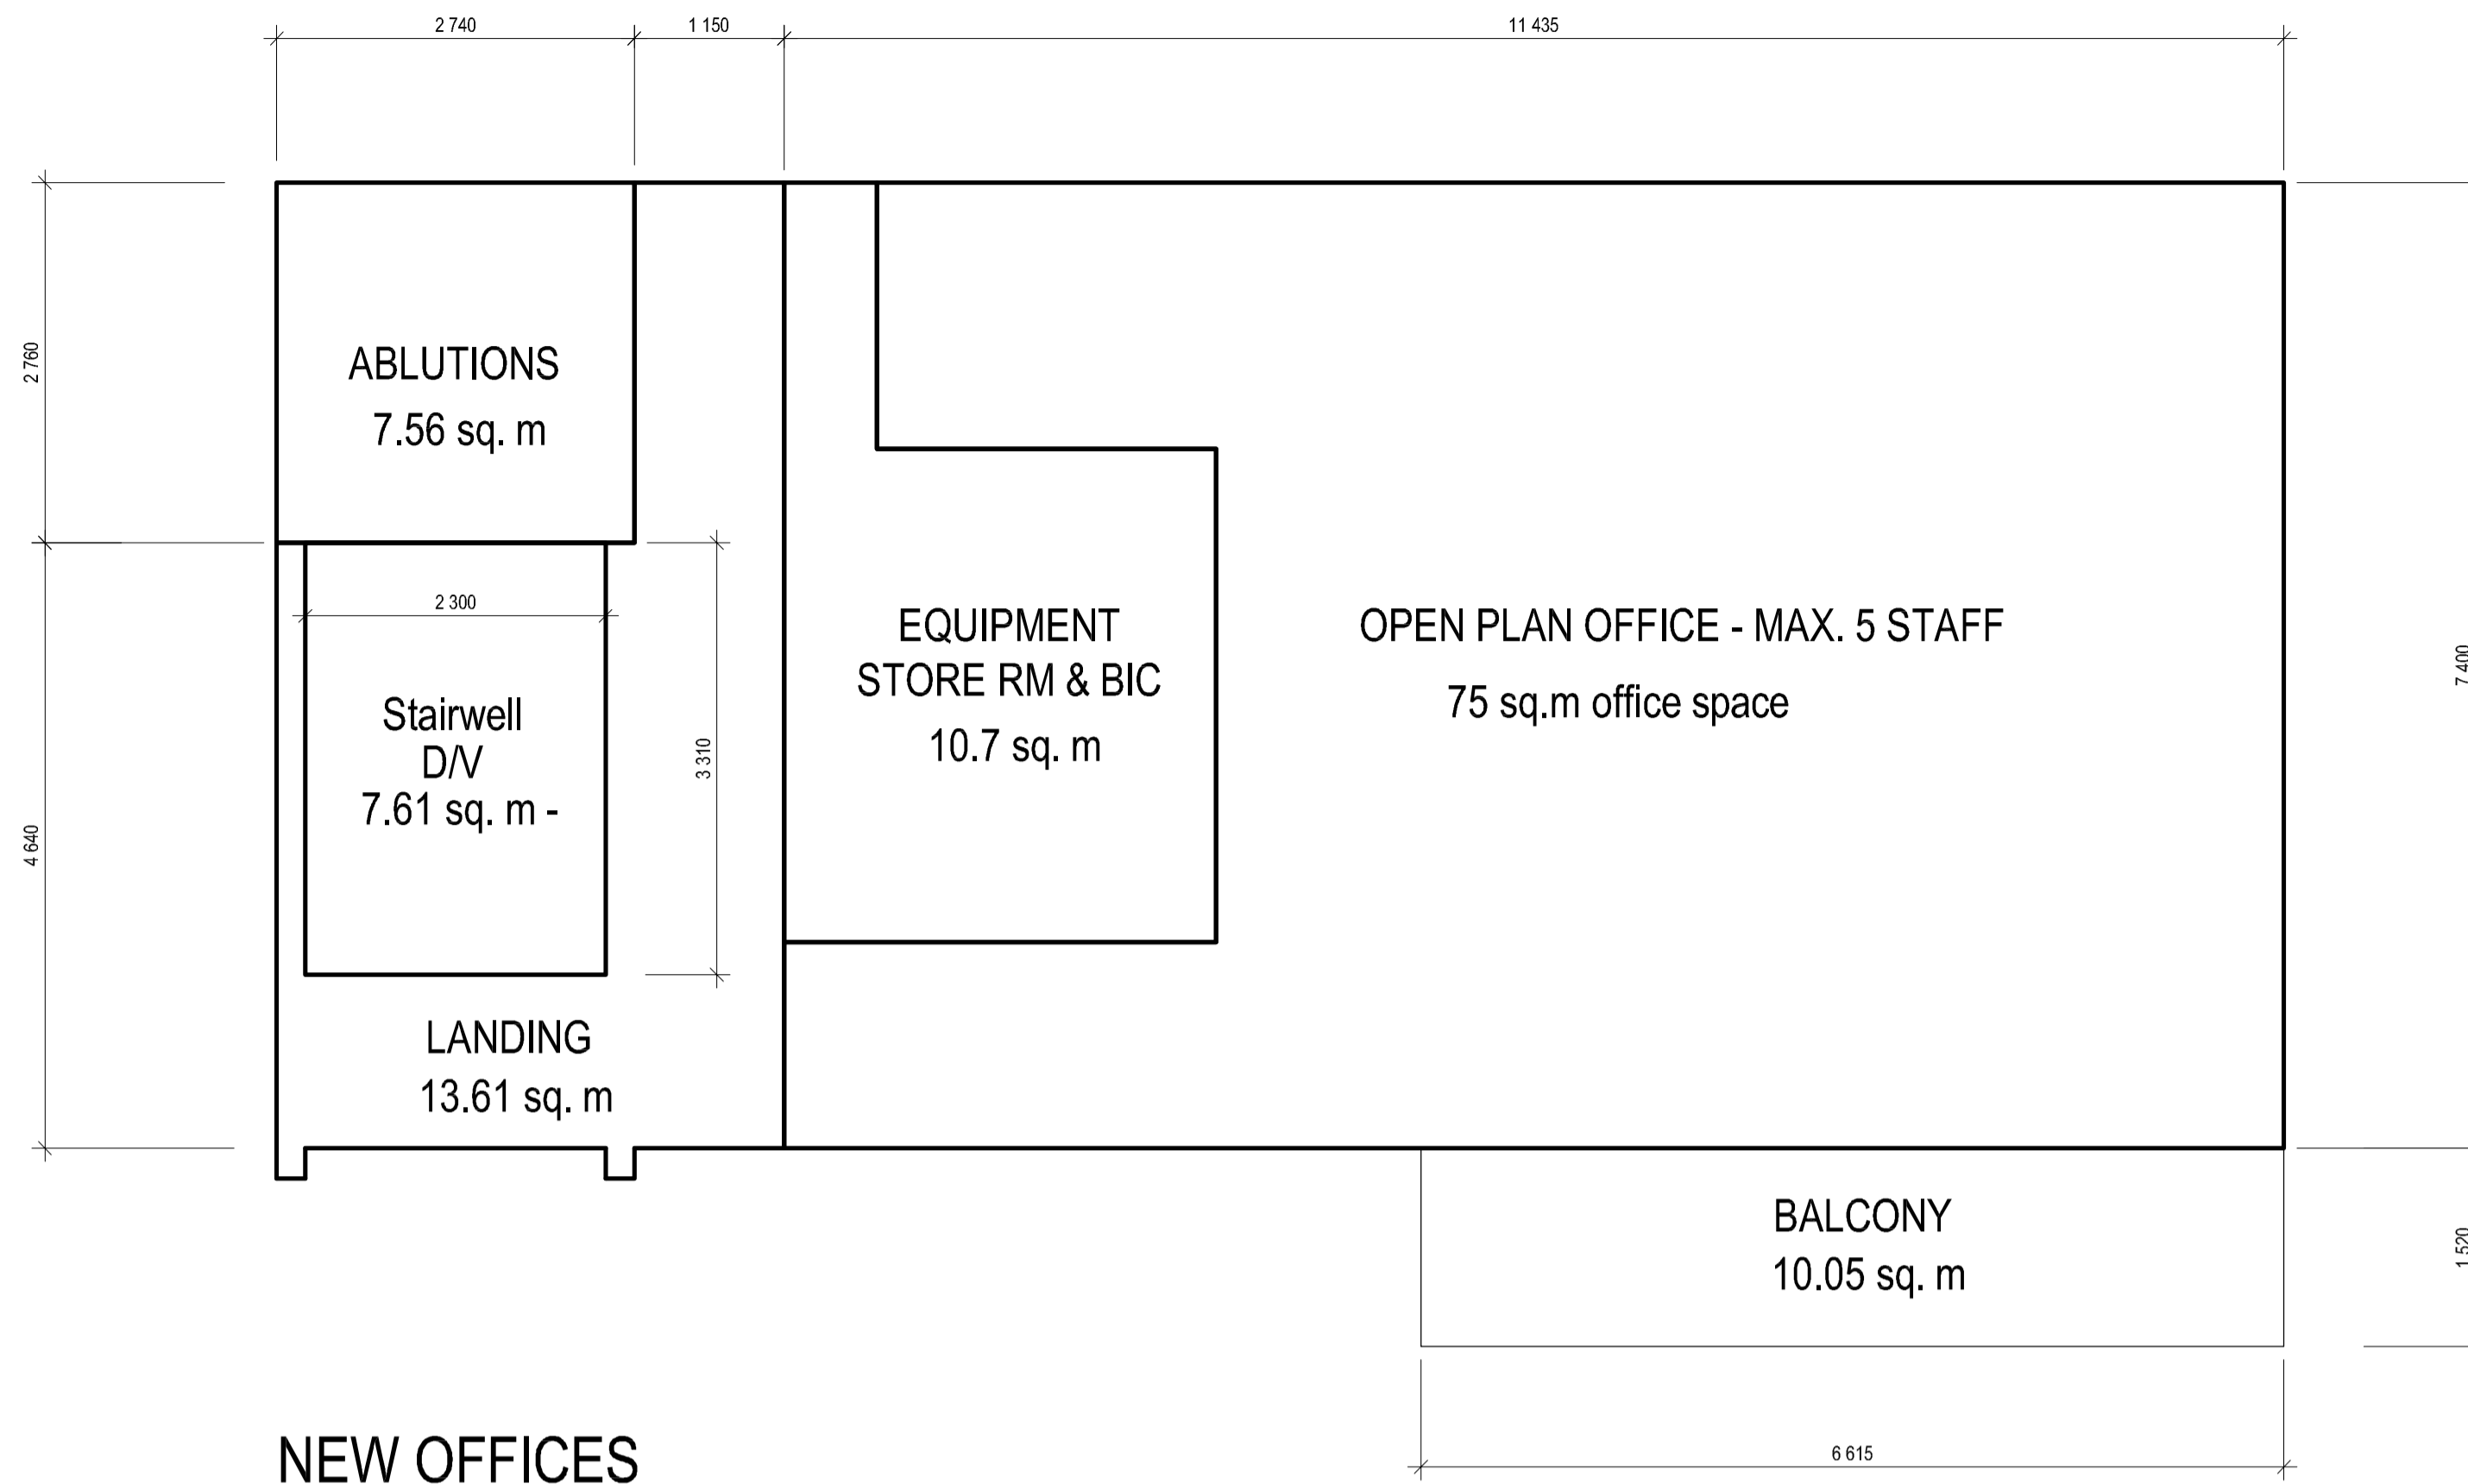 2 740
1 150
11 435
2 760
4 640
ABLUTIONS
7.56 sq. m
2 300
Stairwell
D/V
7.61 sq. m -
3 310
LANDING
13.61 sq. m
EQUIPMENT
STORE RM & BIC
10.7 sq. m
OPEN PLAN OFFICE - MAX. 5 STAFF
75 sq.m office space
7 400
BALCONY
10.05 sq. m
1 520
6 615
NEW OFFICES